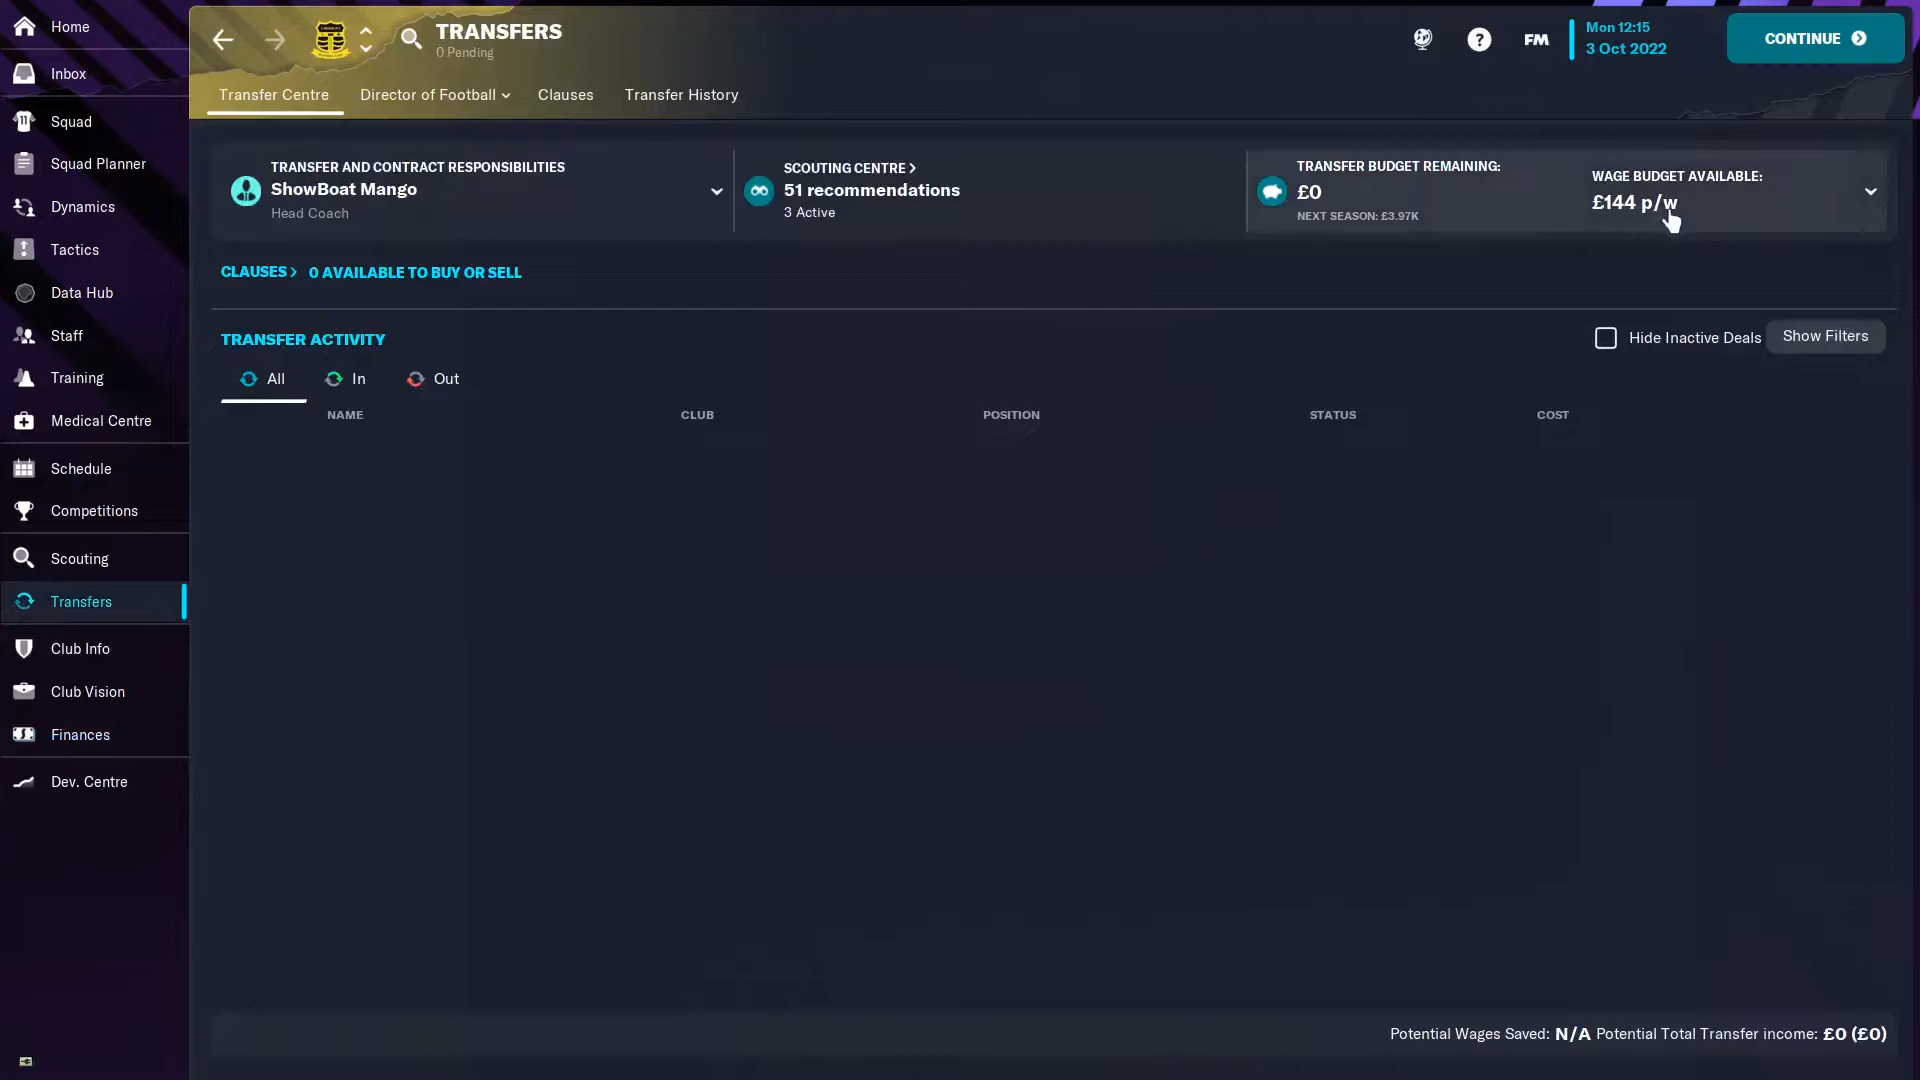 Home
Inbox
Squad
Squad Planner
Dynamics
Tactics
Data Hub
Staff
Training
Medical Centre
Schedule
Competitions
Scouting
Transfers
Club Info
Club Vision
Finances
Dev. Centre
TRANSFERS
0 Pending
FM
Mon 12:15
3 Oct 2022
CONTINUE
Transfer Centre Director of Football Clauses Transfer History
TRANSFER AND CONTRACT RESPONSIBILITIES
ShowBoat Mango
Head Coach
SCOUTING CENTRE >
51 recommendations
3 Active
TRANSFER BUDGET REMAINING:
£0
NEXT SEASON: £3.97K
WAGE BUDGET AVAILABLE:
£144 p/w
CLAUSES > 0 AVAILABLE TO BUY OR SELL
TRANSFER ACTIVITY
Hide Inactive Deals Show Filters
All In Out
NAME CLUB POSITION STATUS COST
Potential Wages Saved: N/A Potential Total Transfer income: £0 (£0)